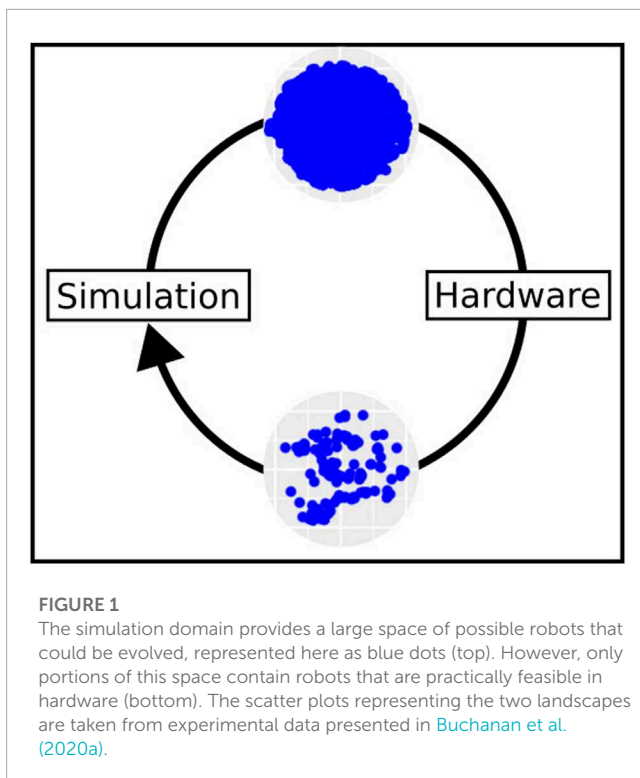 Simulation
Hardware
FIGURE 1
The simulation domain provides a large space of possible robots that
could be evolved, represented here as blue dots (top). However, only
portions of this space contain robots that are practically feasible in
hardware (bottom). The scatter plots representing the two landscapes
are taken from experimental data presented in Buchanan et al.
(2020a).